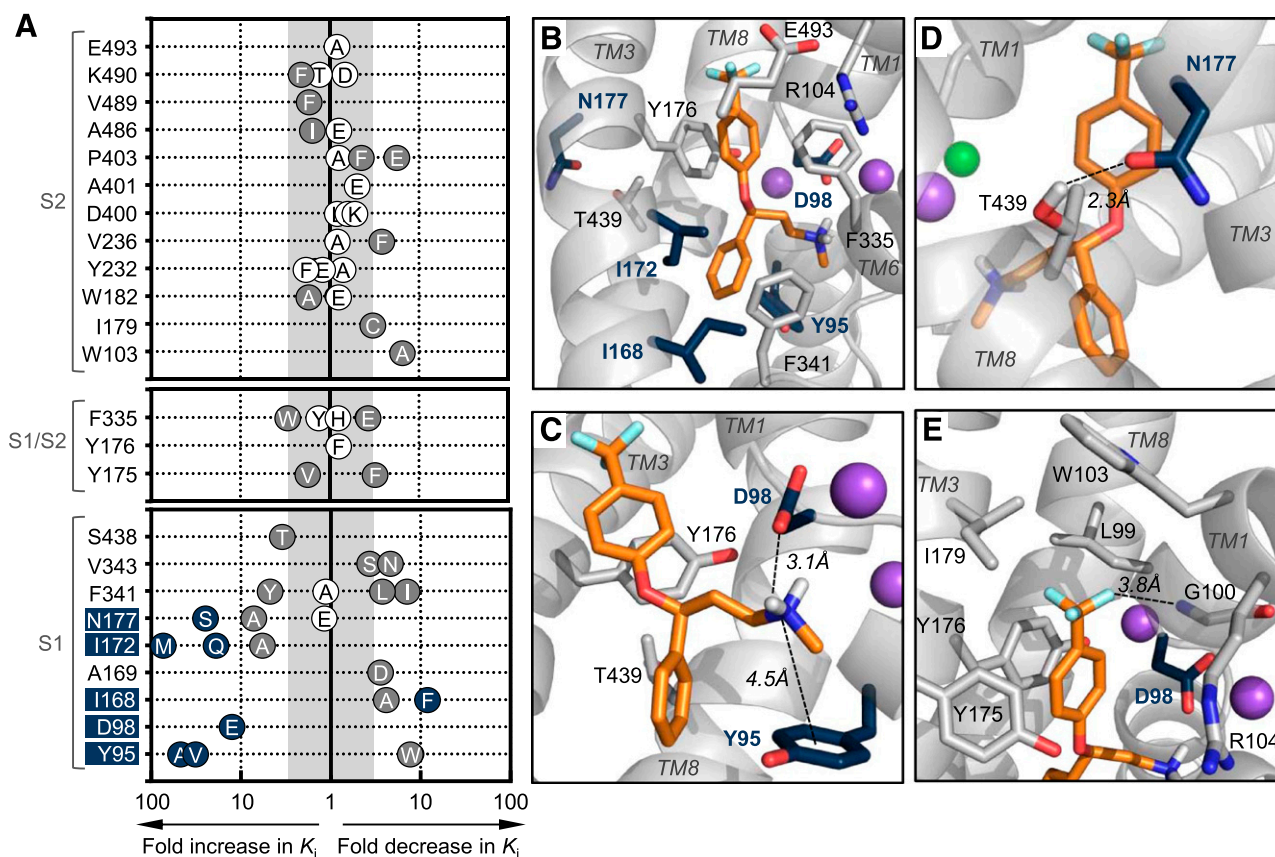 A
S2
E493 A
K490 F T D
V489 F
A486 I E
P403 A F E
A401 E
D400 K
V236 A F
Y232 F E A
W182 A E
I179 C
W103 A
S1/S2
F335 W Y H E
Y176 F
Y175 V F
S1
S438 T
V343 S N
F341 Y A L I
N177 S A E
I172 M Q A
A169 D
I168 A F
D98 E
Y95 A V W
100 10 1 10 100
Fold increase in Ki
Fold decrease in Ki
B
TM3
TM8
E493
TM1
R104
N177
Y176
D98
T439
F335
I172
TM6
Y95
I168
F341
C
TM1
TM3
D98
Y176
3.1Å
4.5Å
T439
Y95
TM8
D
TM1
N177
T439
2.3Å
TM3
TM8
E
TM8
W103
TM3
L99
TM1
I179
3.8Å
G100
Y176
D98
Y175
R104